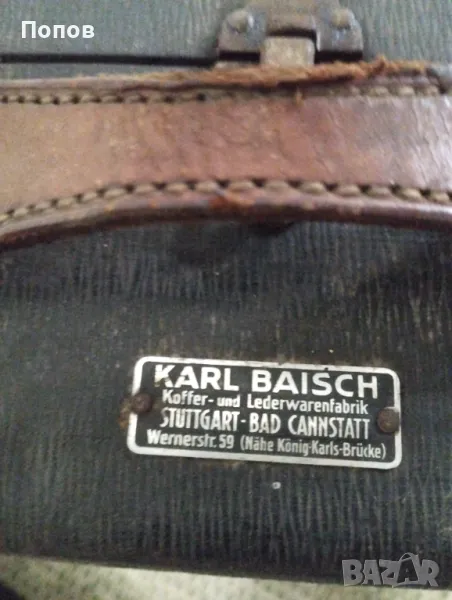 Попов
KARL BAISCH
Koffer- und Lederwarenfabrik
STUTTGART - BAD CANNSTATT
Wernerstr. 59 (Nähe König-Karls-Brücke)
BAZAR